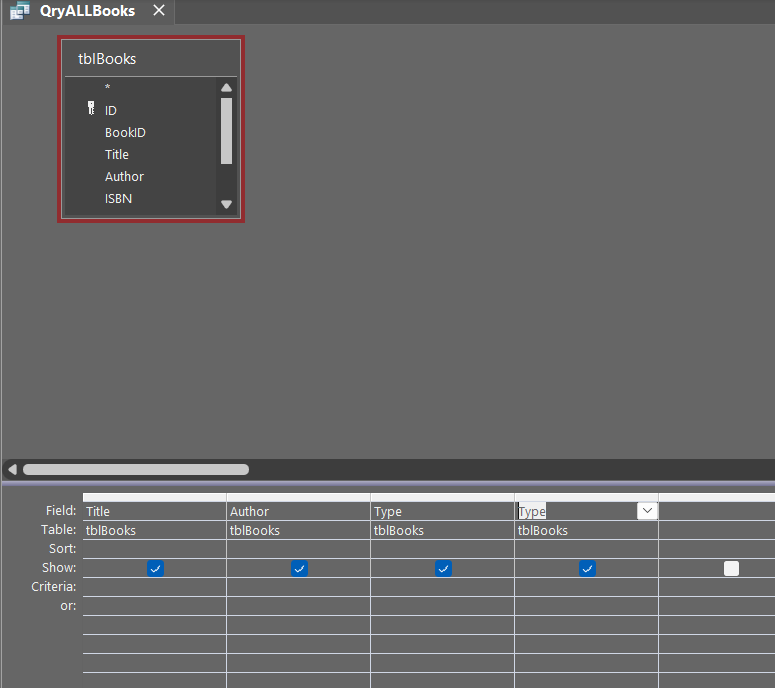 QryALLBooks
tblBooks
*
ID
BookID
Title
Author
ISBN
Field: Title Author Type Type
Table: tblBooks tblBooks tblBooks tblBooks
Sort:
Show:
Criteria:
or: